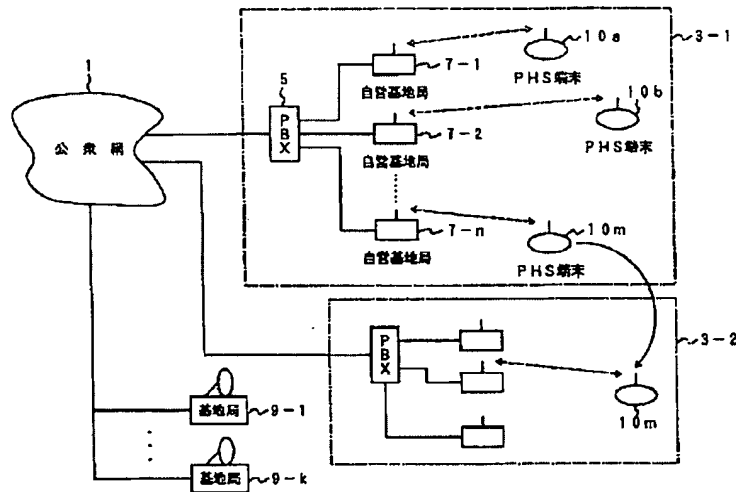 1
公衆網
5
PBX
7-1
自営基地局
7-2
自営基地局
7-n
自営基地局
10a
PHS端末
10b
PHS端末
10m
PHS端末
3-1
PBX
10m
3-2
基地局
9-1
基地局
9-k